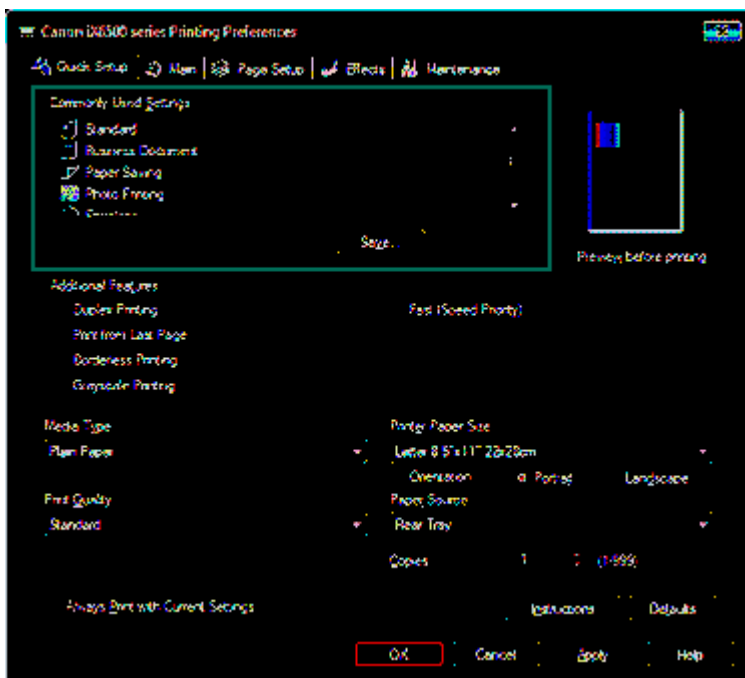 Canon iX6500 series Printing Preferences
Quick Setup Main Page Setup Effects Maintenance
Commonly Used Settings
Standard
Business Document
Paper Saving
Photo Printing
Save...
Preview before printing
Additional Features
Duplex Printing
Fast (Speed Priority)
Print from Last Page
Borderless Printing
Grayscale Printing
Media Type
Printer Paper Size
Plain Paper
Letter 8.5"x11" 22x28cm
Orientation Portrait Landscape
Print Quality
Paper Source
Standard
Rear Tray
Copies 1 (1-999)
Always Print with Current Settings
Instructions Defaults
OK Cancel Apply Help